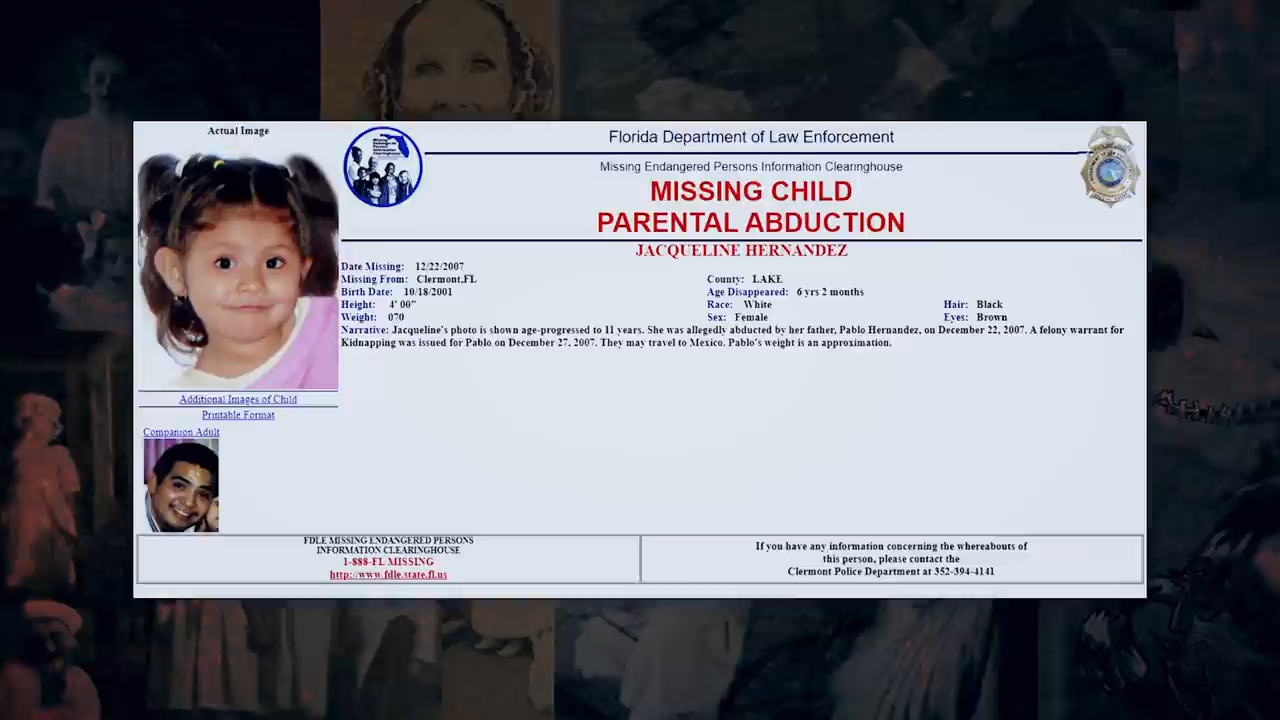 Actual Image
Florida Department of Law Enforcement
Missing Endangered Persons Information Clearinghouse
MISSING CHILD
PARENTAL ABDUCTION
JACQUELINE HERNANDEZ
Date Missing: 12/22/2007
Missing From: Clermont,FL County: LAKE
Birth Date: 10/18/2001 Age Disappeared: 6 yrs 2 months
Height: 4' 00" Race: White Hair: Black
Weight: 070 Sex: Female Eyes: Brown
Narrative: Jacqueline's photo is shown age-progressed to 11 years. She was allegedly abducted by her father, Pablo Hernandez, on December 22, 2007. A felony warrant for
Kidnapping was issued for Pablo on December 27, 2007. They may travel to Mexico. Pablo's weight is an approximation.
Additional Images of Child
Printable Format
Companion Adult
FDLE MISSING ENDANGERED PERSONS
INFORMATION CLEARINGHOUSE
1-888-FL MISSING
http://www.fdle.state.fl.us
If you have any information concerning the whereabouts of
this person, please contact the
Clermont Police Department at 352-394-4141